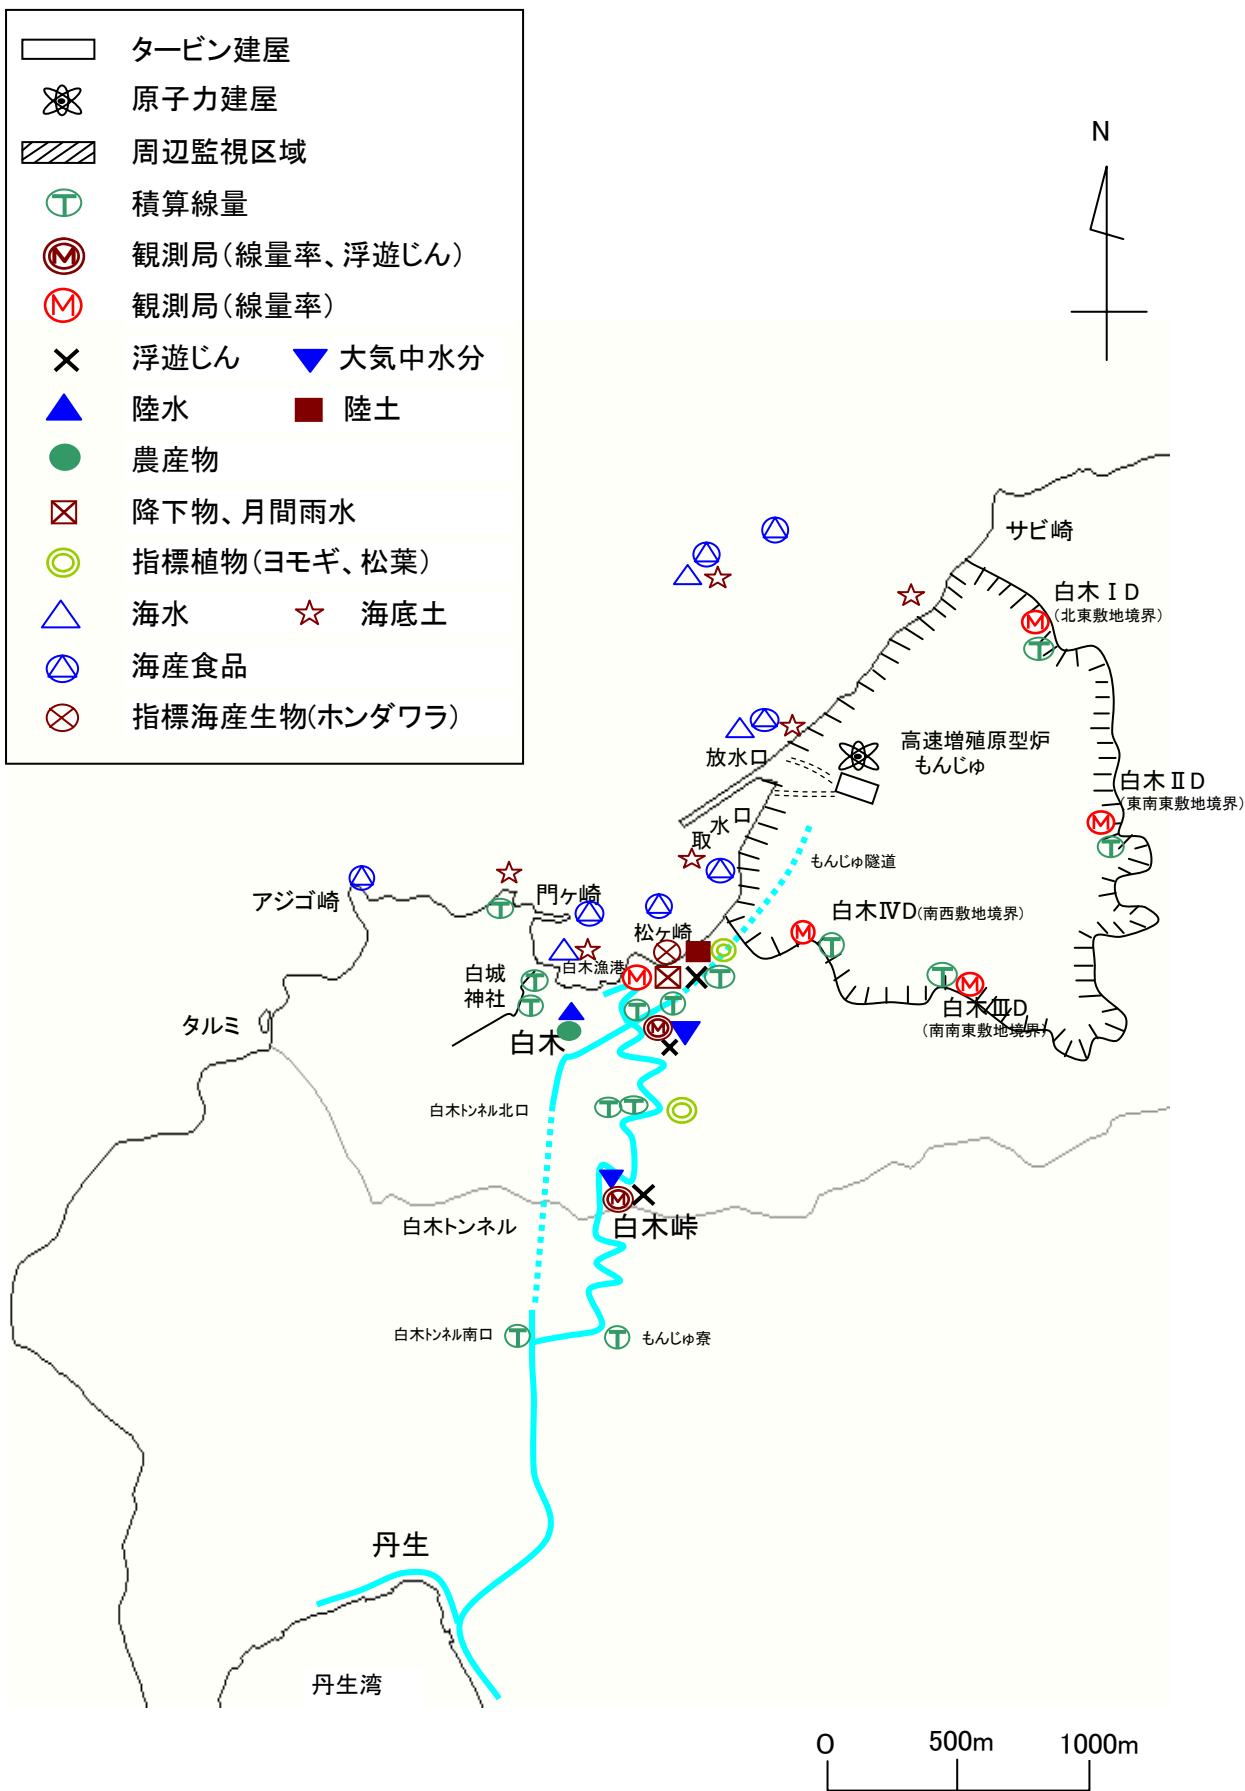 タービン建屋
原子力建屋
周辺監視区域
積算線量
観測局(線量率、浮遊じん)
観測局(線量率)
浮遊じん 大気中水分
陸水 陸土
農産物
降下物、月間雨水
指標植物(ヨモギ、松葉)
海水 海底土
海産食品
指標海産生物(ホンダワラ)
N
サビ崎
白木ⅠD
(北東敷地境界)
高速増殖原型炉
もんじゅ
放水口
白木ⅡD
(東南東敷地境界)
取水口
もんじゅ隧道
アジゴ崎
門ヶ崎
白木ⅣD(南西敷地境界)
松ヶ崎
白木漁港
白城
神社
白木ⅢD
(南南東敷地境界)
タルミ
白木
白木トンネル北口
白木トンネル
白木峠
白木トンネル南口
もんじゅ寮
丹生
丹生湾
O 500m 1000m